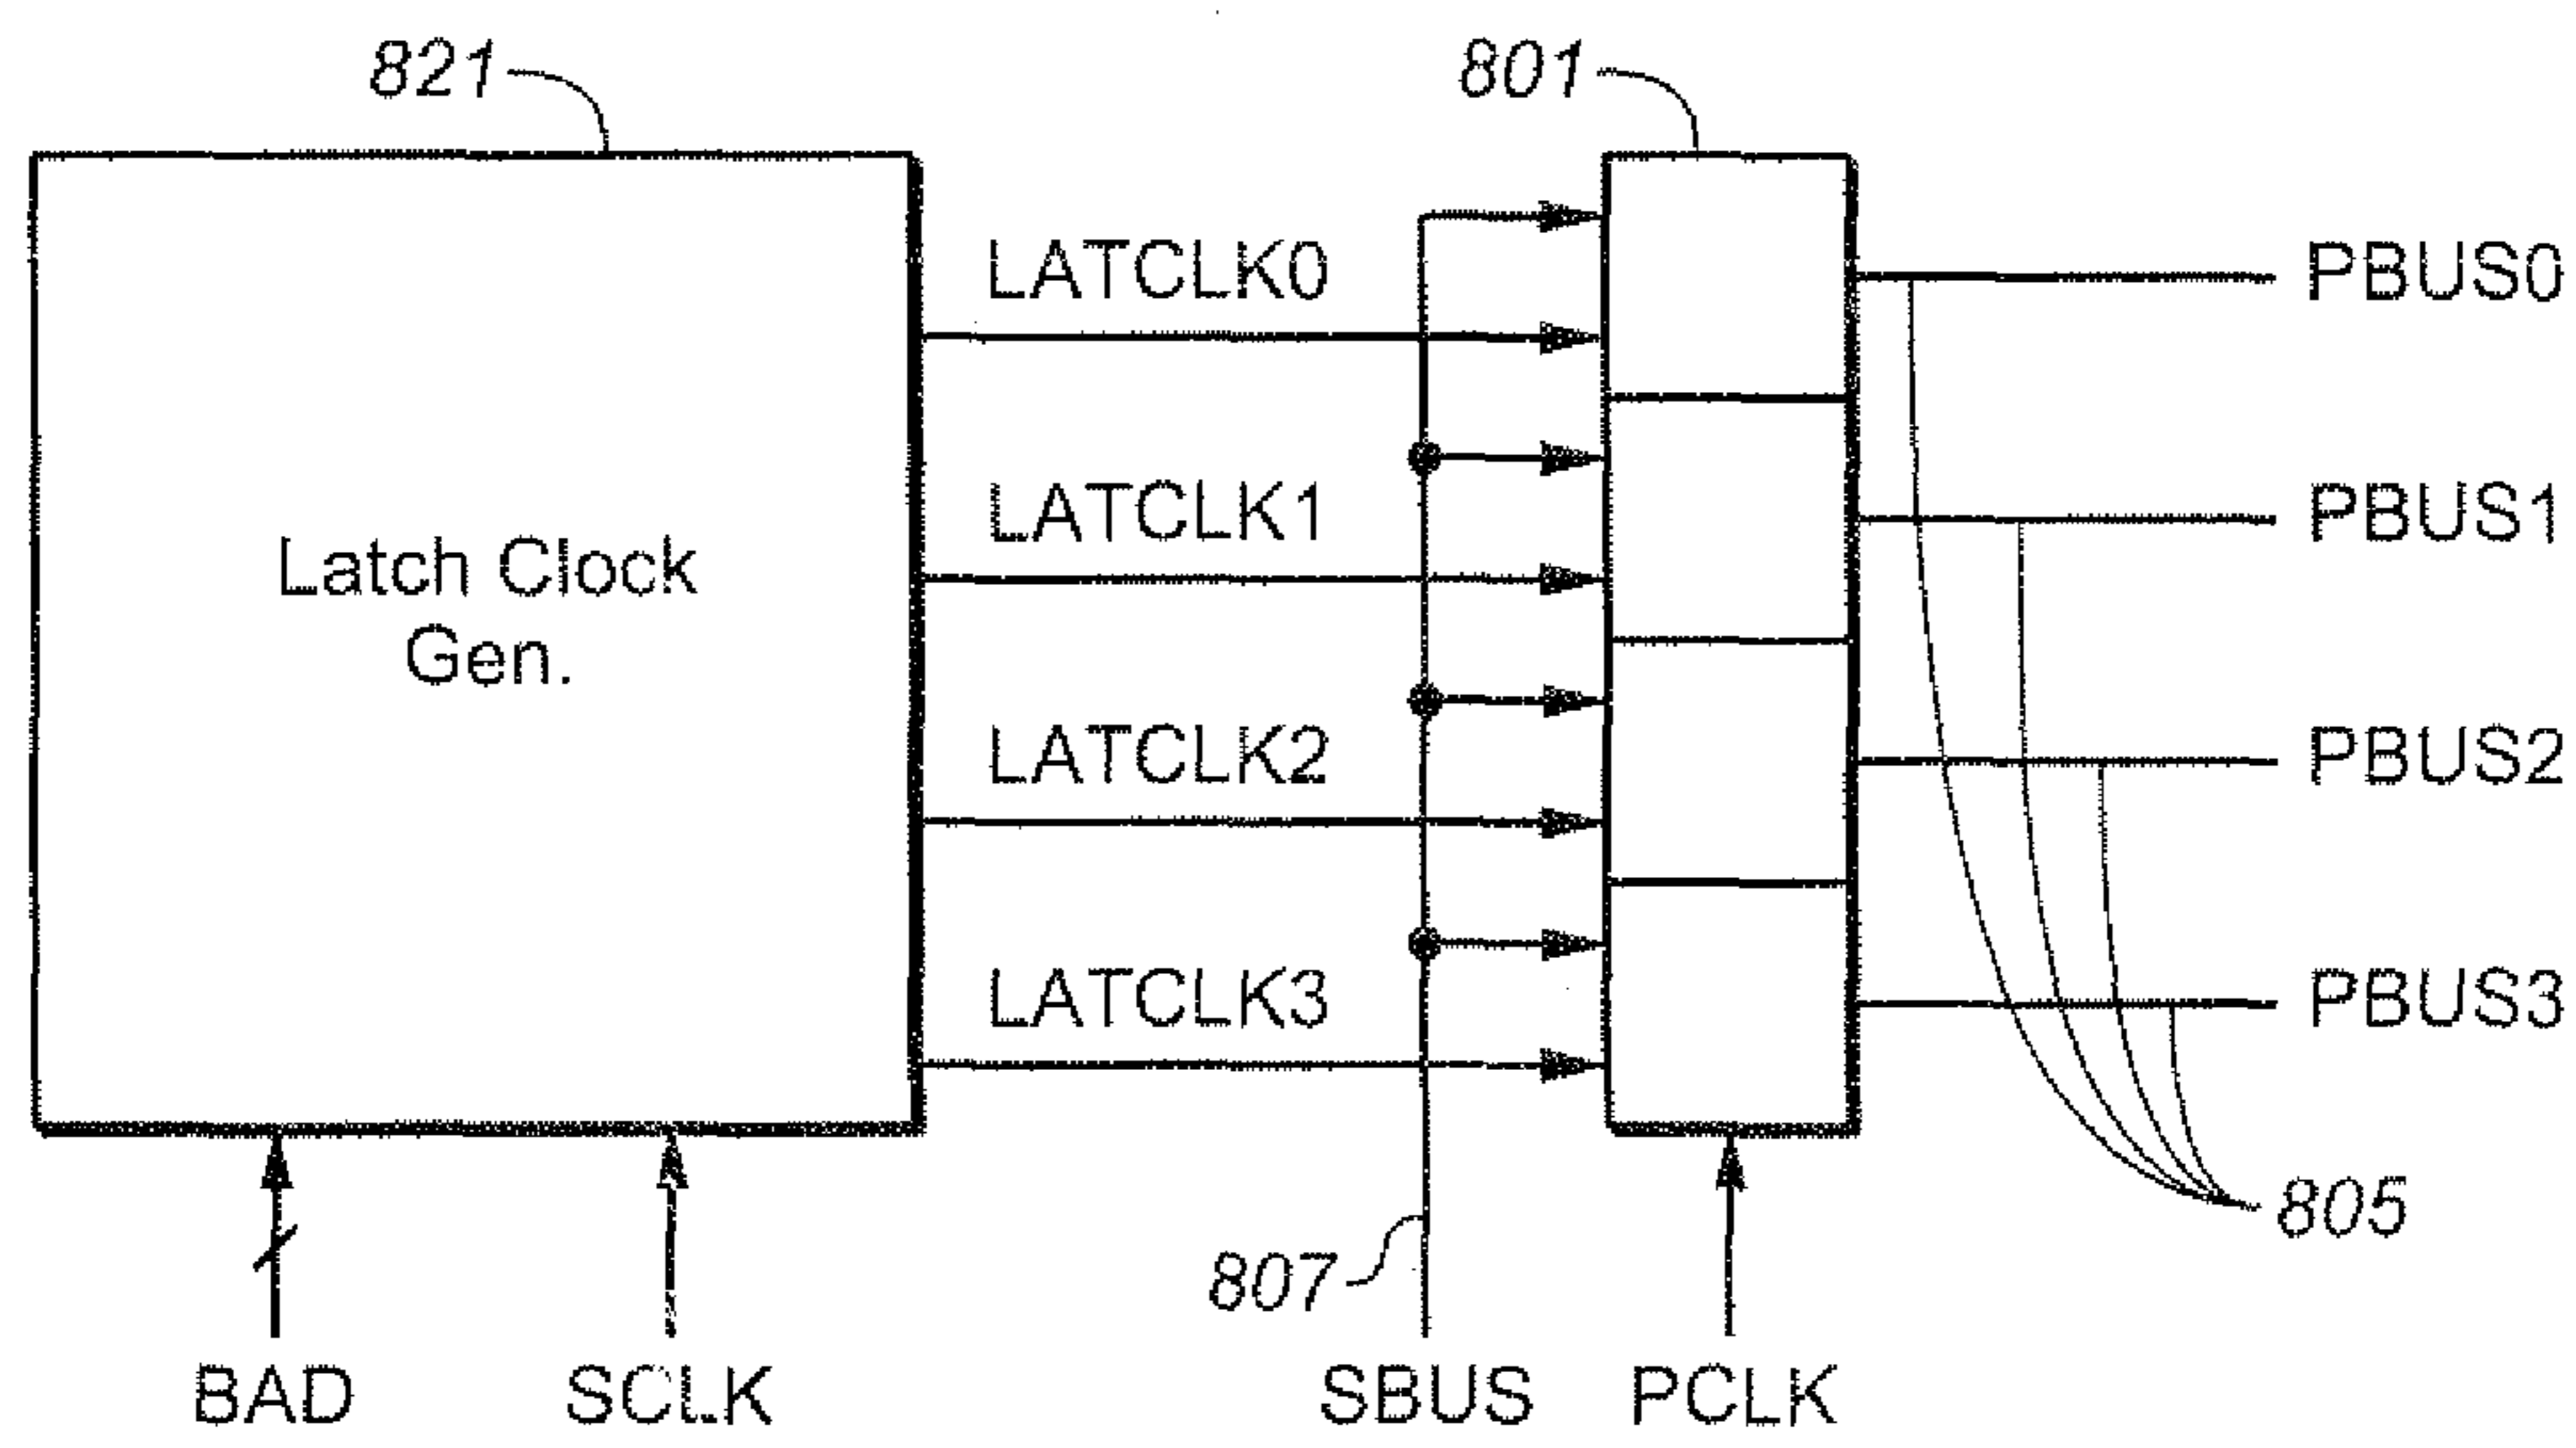 821
801
LATCLK0
PBUS0
LATCLK1
PBUS1
Latch Clock
Gen.
LATCLK2
PBUS2
LATCLK3
PBUS3
805
807
BAD
SCLK
SBUS
PCLK